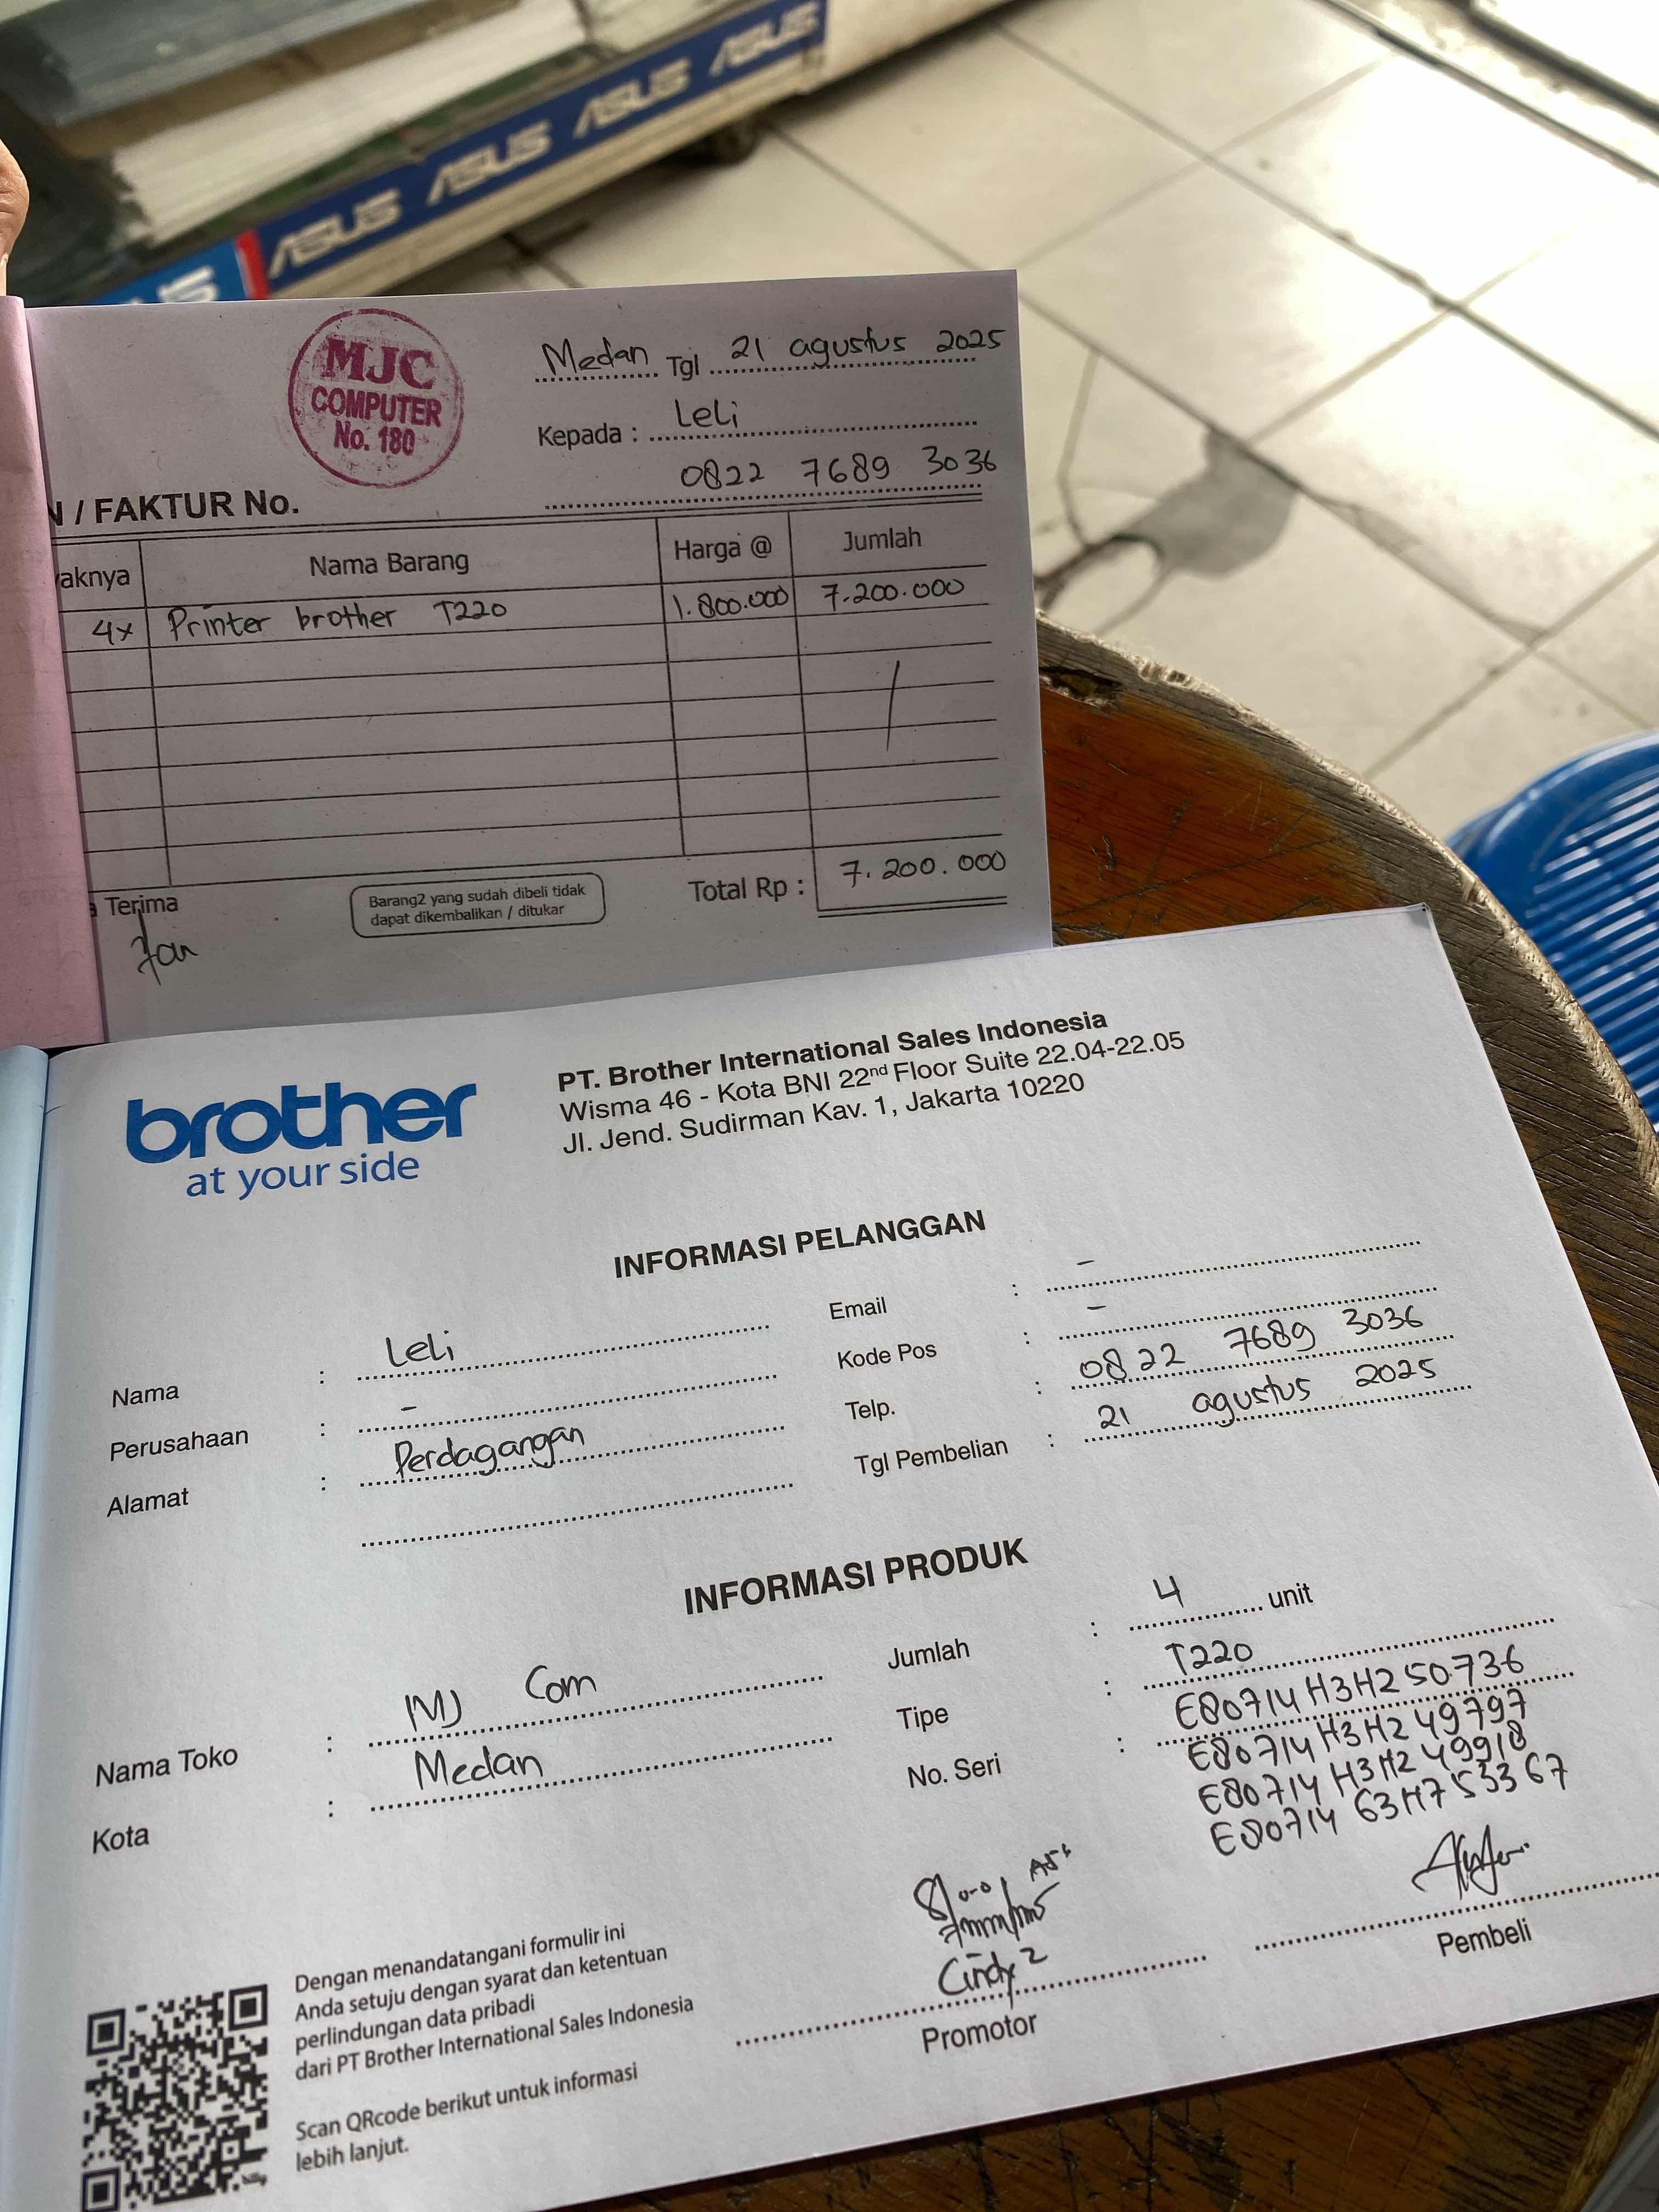 ASUS ASUS ASUS ASUS
US
MJC
COMPUTER
No. 180
Medan Tgl 21 agustus 2025
Kepada : Leli
0822 7689 3036
N / FAKTUR No.
yaknya Nama Barang Harga @ Jumlah
4x Printer brother T220 1.800.000 7.200.000
Terima
Barang2 yang sudah dibeli tidak
dapat dikembalikan / ditukar
Total Rp : 7.200.000
brother
at your side
PT. Brother International Sales Indonesia
Wisma 46 - Kota BNI 22nd Floor Suite 22.04-22.05
Jl. Jend. Sudirman Kav. 1, Jakarta 10220
INFORMASI PELANGGAN
Nama : Leli
Perusahaan : -
Alamat : Perdagangan
Email : -
Kode Pos : -
Telp. : 0822 7689 3036
Tgl Pembelian : 21 agustus 2025
INFORMASI PRODUK
Nama Toko : MJ Com
Kota : Medan
Jumlah : 4 unit
Tipe : T220
No. Seri : E80714H3H250736
E80714H3H249797
E80714H3H249918
E80714 63H753367
Cindy 2
Promotor
Pembeli
Dengan menandatangani formulir ini
Anda setuju dengan syarat dan ketentuan
perlindungan data pribadi
dari PT Brother International Sales Indonesia
Scan QRcode berikut untuk informasi
lebih lanjut.